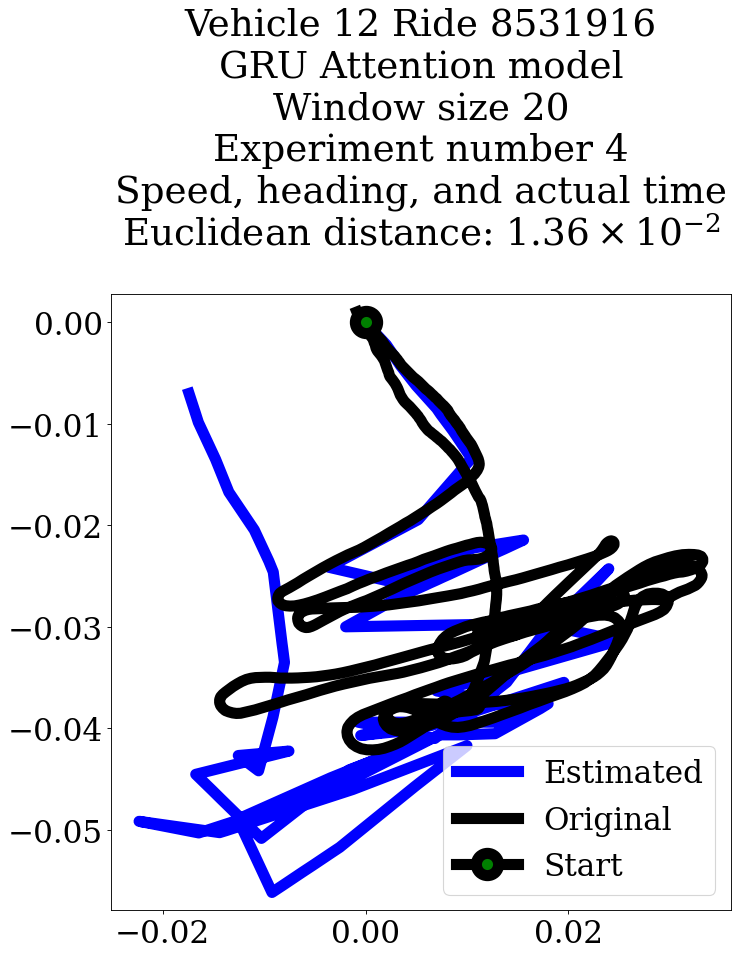 Vehicle 12 Ride 8531916
GRU Attention model
Window size 20
Experiment number 4
Speed, heading, and actual time
Euclidean distance: 1.36 × 10⁻²
0.00
−0.01
−0.02
−0.03
−0.04
−0.05
Estimated
Original
Start
−0.02 0.00 0.02